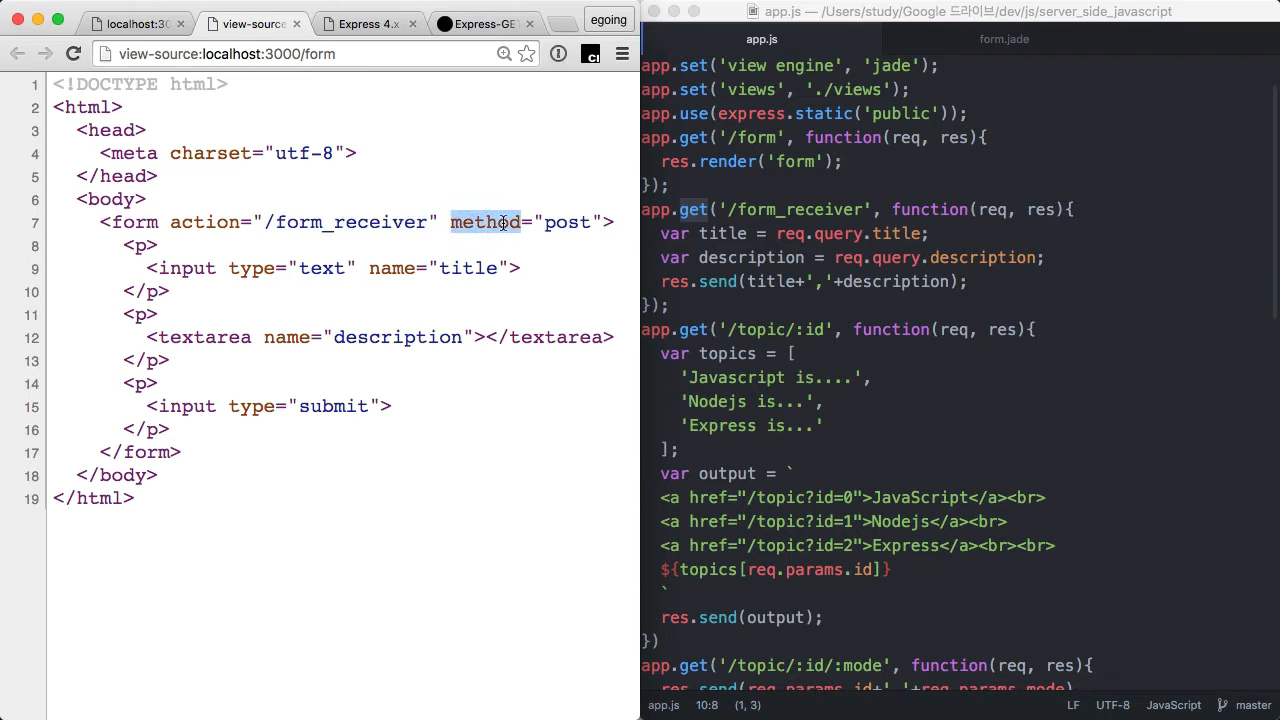 localhost:30
view-source:
Express 4.x
Express-GET
egoing
view-source:localhost:3000/form
1 <!DOCTYPE html>
2 <html>
3 <head>
4 <meta charset="utf-8">
5 </head>
6 <body>
7 <form action="/form_receiver" method="post">
8 <p>
9 <input type="text" name="title">
10 </p>
11 <p>
12 <textarea name="description"></textarea>
13 </p>
14 <p>
15 <input type="submit">
16 </p>
17 </form>
18 </body>
19 </html>
app.js — /Users/study/Google 드라이브/dev/js/server_side_javascript
app.js
form.jade
app.set('view engine', 'jade');
app.set('views', './views');
app.use(express.static('public'));
app.get('/form', function(req, res){
res.render('form');
});
app.get('/form_receiver', function(req, res){
var title = req.query.title;
var description = req.query.description;
res.send(title+','+description);
});
app.get('/topic/:id', function(req, res){
var topics = [
'Javascript is....',
'Nodejs is...',
'Express is...'
];
var output = `
<a href="/topic?id=0">JavaScript</a><br>
<a href="/topic?id=1">Nodejs</a><br>
<a href="/topic?id=2">Express</a><br><br>
${topics[req.params.id]}
`
res.send(output);
})
app.get('/topic/:id/:mode', function(req, res){
res.send(req.params.id+','+req.params.mode)
app.js 10:8 (1, 3)
LF UTF-8 JavaScript master